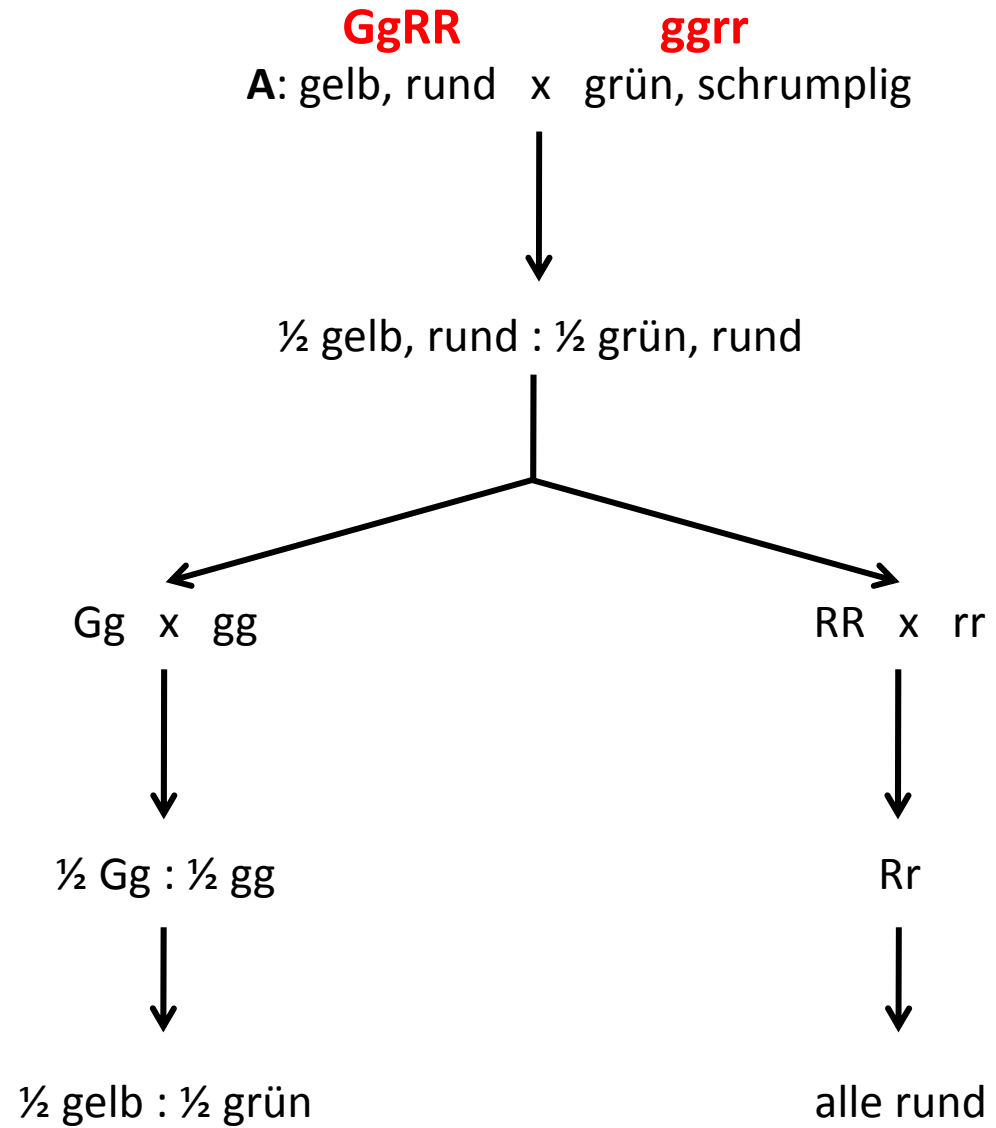 GgRR ggrr
A: gelb, rund x grün, schrumplig
½ gelb, rund : ½ grün, rund
Gg x gg RR x rr
½ Gg : ½ gg Rr
½ gelb : ½ grün alle rund